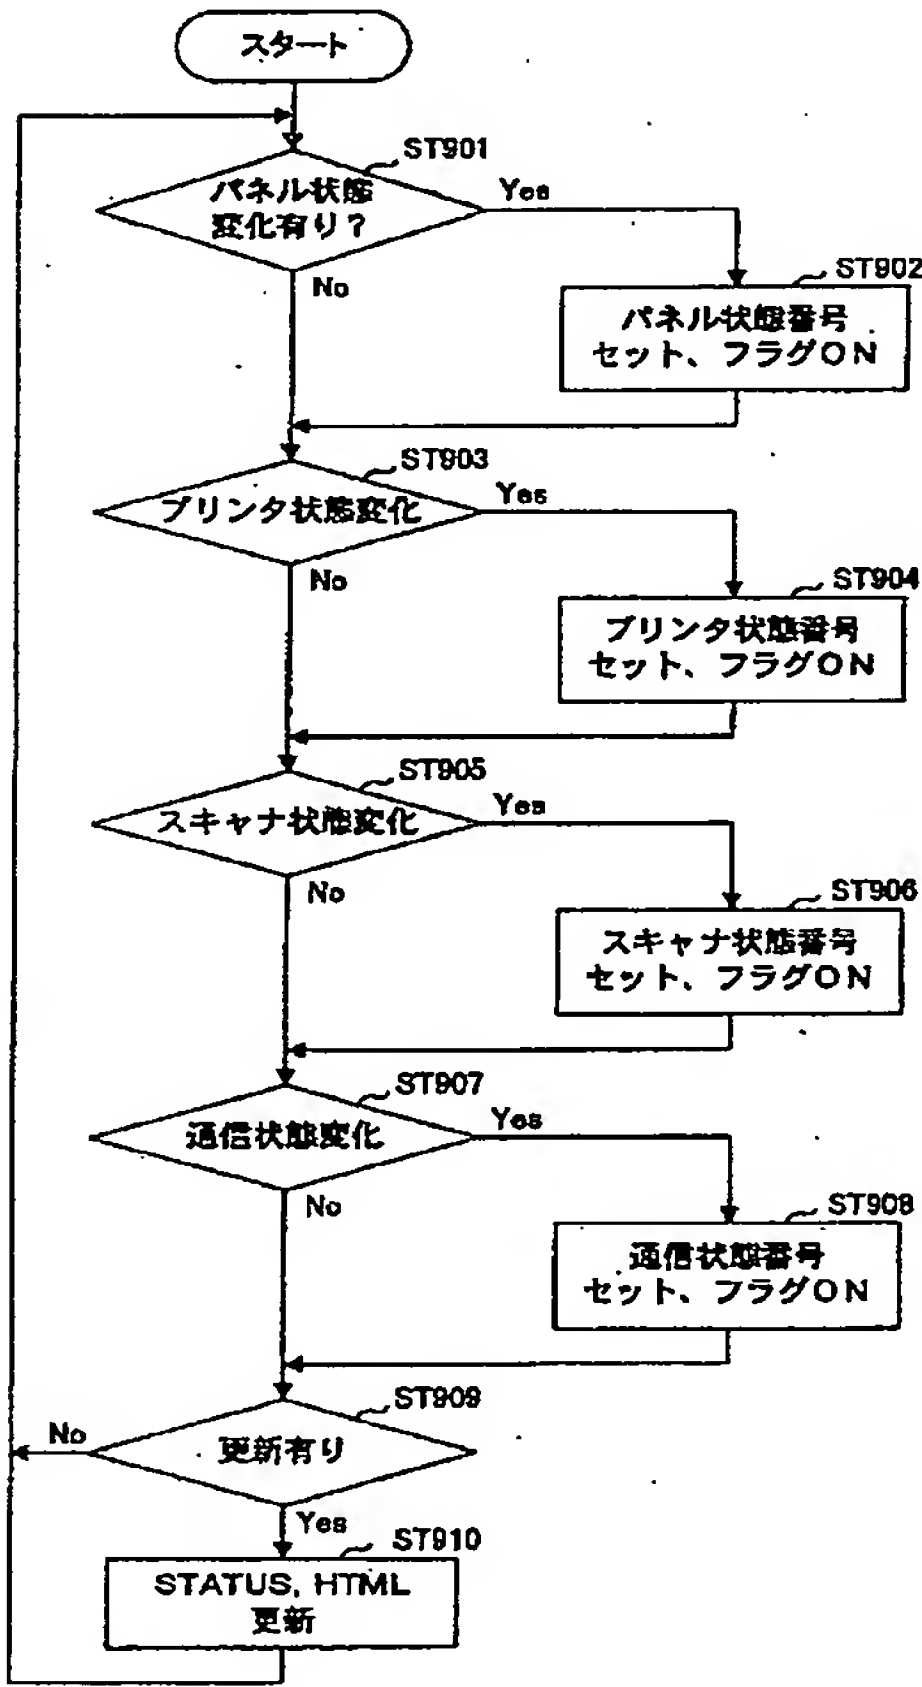 スタート
ST901
パネル状態
変化有り？
Yes
No
ST902
パネル状態番号
セット、フラグON
ST903
プリンタ状態変化
Yes
No
ST904
プリンタ状態番号
セット、フラグON
ST905
スキャナ状態変化
Yes
No
ST906
スキャナ状態番号
セット、フラグON
ST907
通信状態変化
Yes
No
ST908
通信状態番号
セット、フラグON
ST909
更新有り
No
Yes
ST910
STATUS, HTML
更新